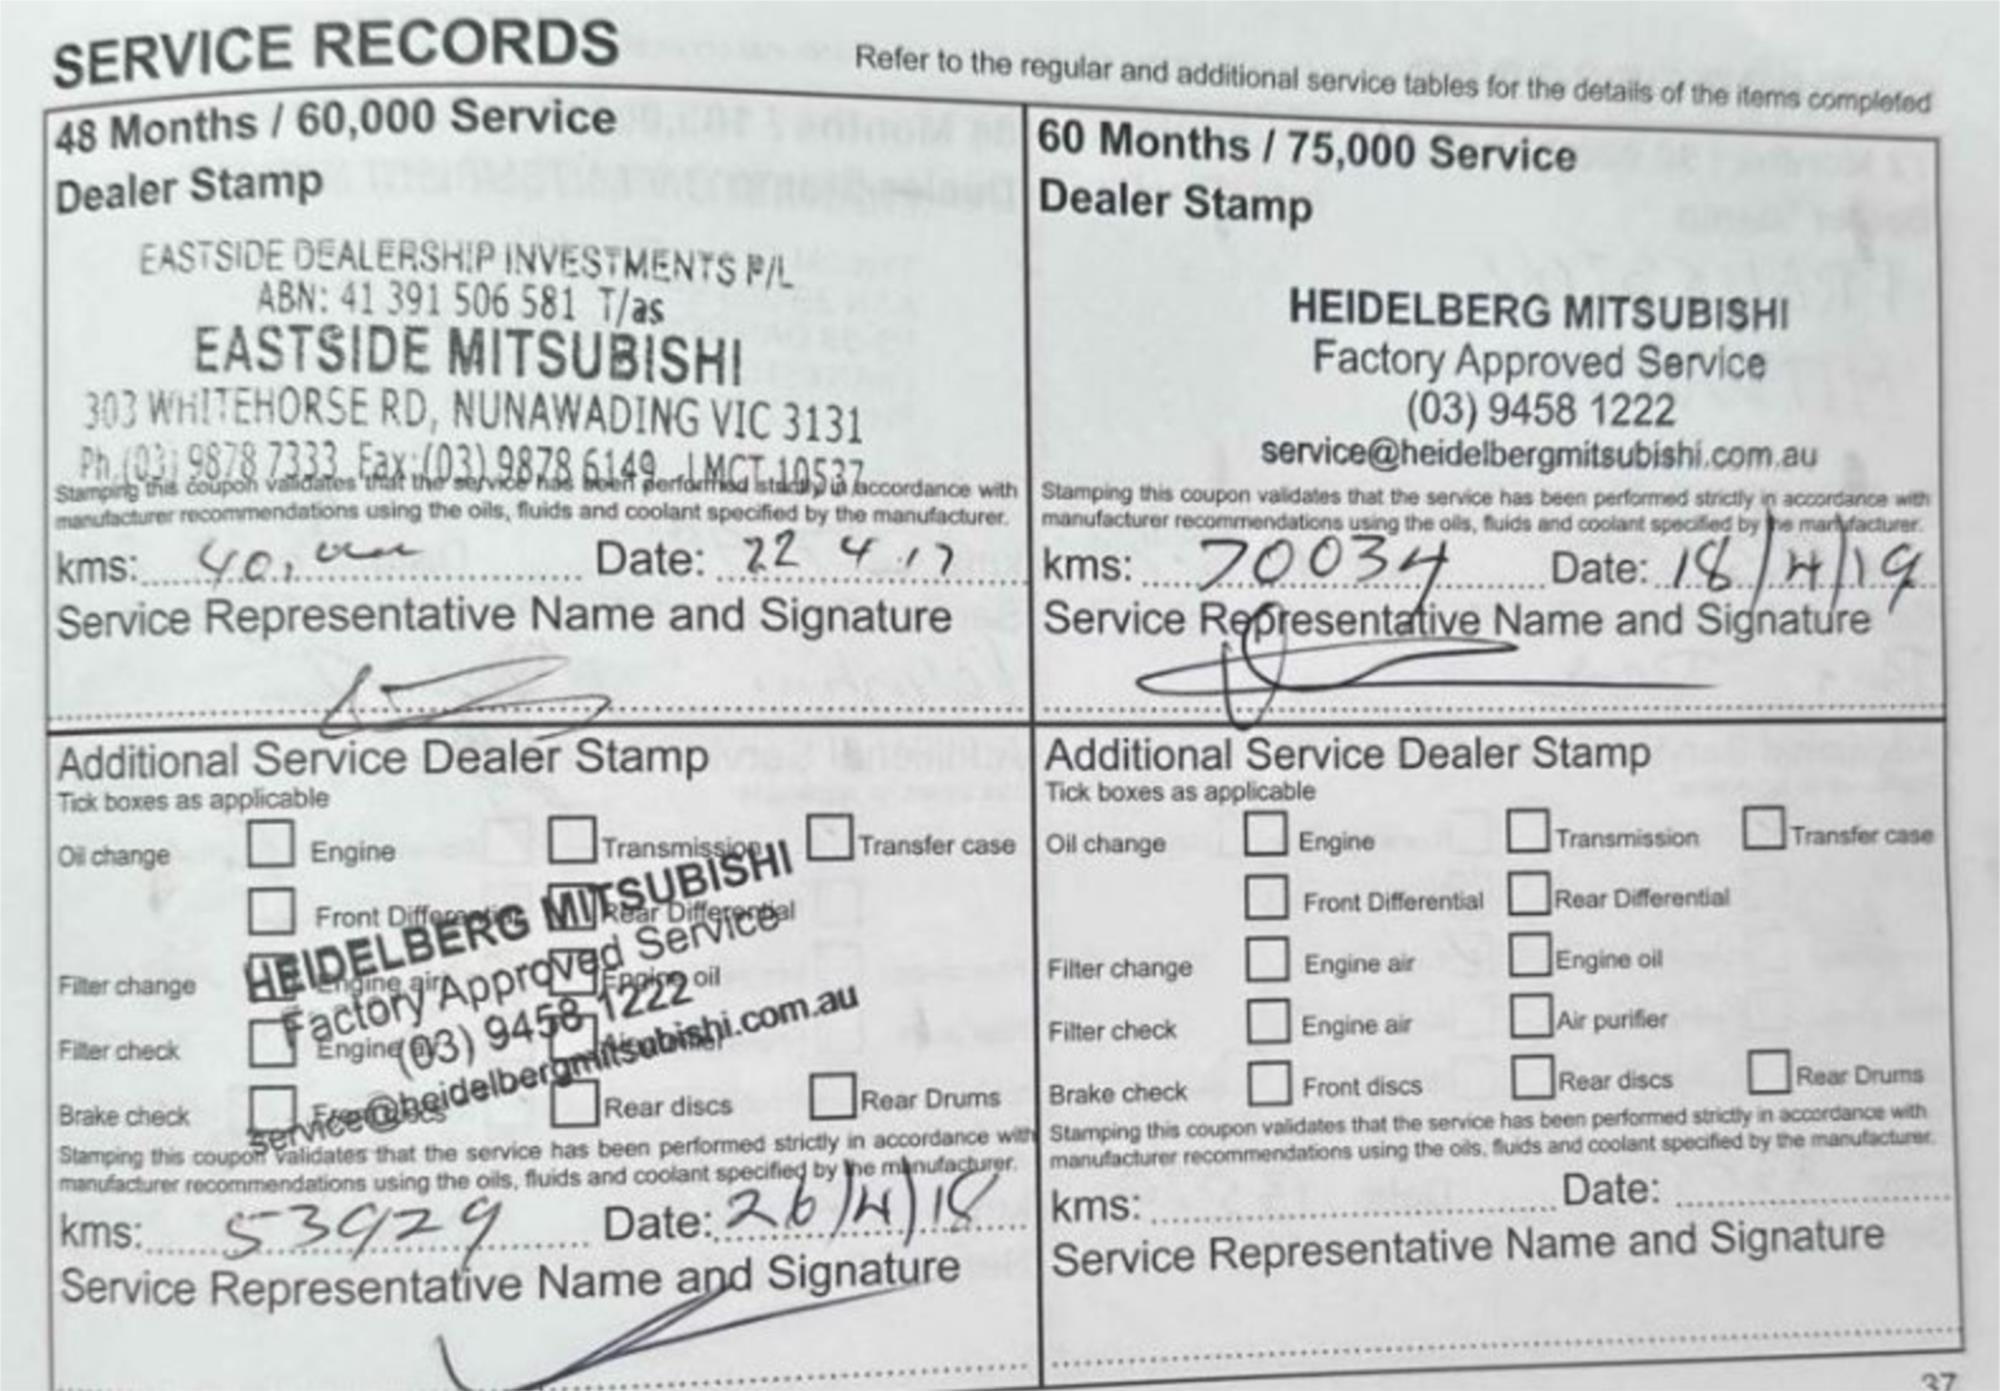 SERVICE RECORDS
Refer to the regular and additional service tables for the details of the items completed
48 Months / 60,000 Service
Dealer Stamp
EASTSIDE DEALERSHIP INVESTMENTS P/L
ABN: 41 391 506 581 T/as
EASTSIDE MITSUBISHI
303 WHITEHORSE RD, NUNAWADING VIC 3131
Ph.(03) 9878 7333 Fax:(03) 9878 6149 LMCT 10537
Stamping this coupon validates that the service has been performed strictly in accordance with
manufacturer recommendations using the oils, fluids and coolant specified by the manufacturer.
kms: 40, Date: 22 4.17
Service Representative Name and Signature
60 Months / 75,000 Service
Dealer Stamp
HEIDELBERG MITSUBISHI
Factory Approved Service
(03) 9458 1222
service@heidelbergmitsubishi.com.au
Stamping this coupon validates that the service has been performed strictly in accordance with
manufacturer recommendations using the oils, fluids and coolant specified by the manufacturer.
kms: 70034 Date: 18/4/19
Service Representative Name and Signature
Additional Service Dealer Stamp
Tick boxes as applicable
Oil change Engine Transmission Transfer case
Front Differential Rear Differential
Filter change Engine air Engine oil
Filter check Engine air Air purifier
Brake check Front discs Rear discs Rear Drums
HEIDELBERG MITSUBISHI
Factory Approved Service
(03) 9458 1222
service@heidelbergmitsubishi.com.au
Stamping this coupon validates that the service has been performed strictly in accordance with
manufacturer recommendations using the oils, fluids and coolant specified by the manufacturer.
kms: 53929 Date: 26/4/18
Service Representative Name and Signature
Additional Service Dealer Stamp
Tick boxes as applicable
Oil change Engine Transmission Transfer case
Front Differential Rear Differential
Filter change Engine air Engine oil
Filter check Engine air Air purifier
Brake check Front discs Rear discs Rear Drums
Stamping this coupon validates that the service has been performed strictly in accordance with
manufacturer recommendations using the oils, fluids and coolant specified by the manufacturer.
kms: Date:
Service Representative Name and Signature
37